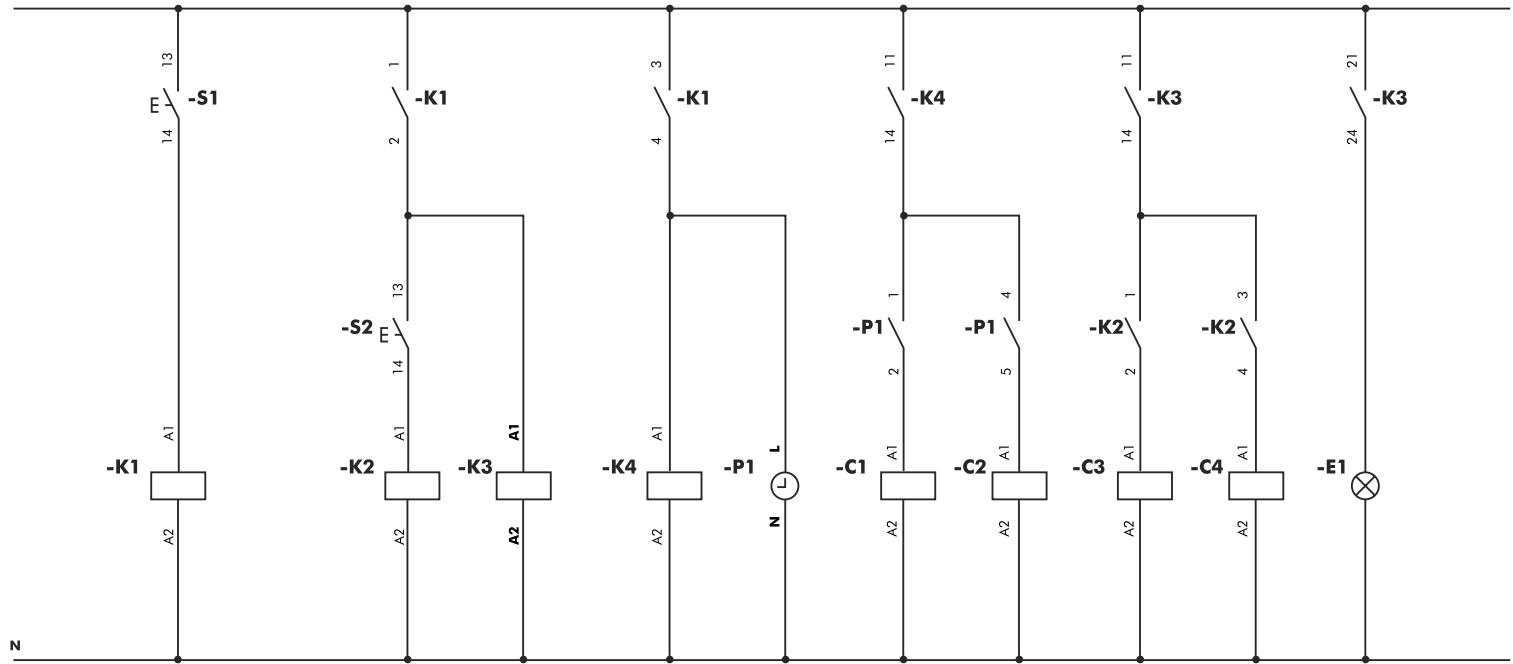 13 1 3 11 11 21
-S1 -K1 -K1 -K4 -K3 -K3
14 2 4 14 14 24
13 1 4 1 3
-S2 -P1 -P1 -K2 -K2
14 2 5 2 4
A1 A1 A1 A1 L A1 A1 A1 A1
-K1 -K2 -K3 -K4 -P1 -C1 -C2 -C3 -C4 -E1
A2 A2 A2 A2 N A2 A2 A2 A2
N